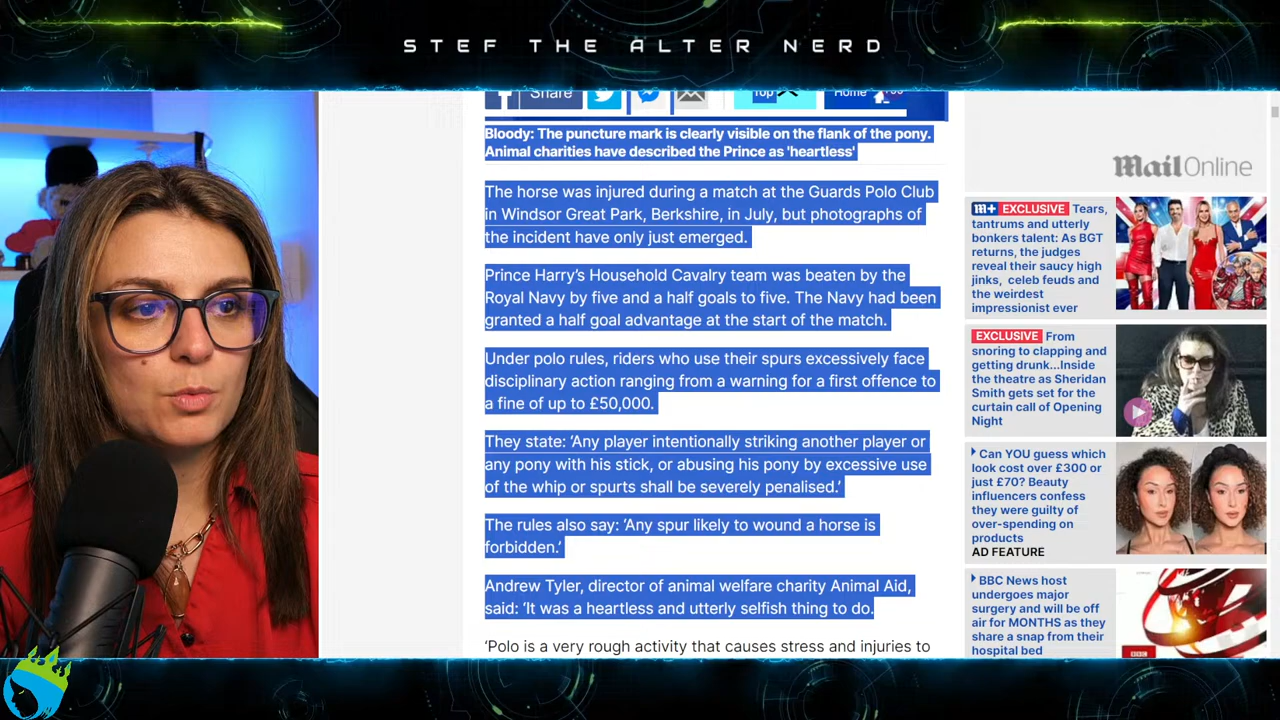 STEF THE ALTER NERD
Share
Top
Home
Bloody: The puncture mark is clearly visible on the flank of the pony.
Animal charities have described the Prince as 'heartless'
The horse was injured during a match at the Guards Polo Club
in Windsor Great Park, Berkshire, in July, but photographs of
the incident have only just emerged.
Prince Harry’s Household Cavalry team was beaten by the
Royal Navy by five and a half goals to five. The Navy had been
granted a half goal advantage at the start of the match.
Under polo rules, riders who use their spurs excessively face
disciplinary action ranging from a warning for a first offence to
a fine of up to £50,000.
They state: ‘Any player intentionally striking another player or
any pony with his stick, or abusing his pony by excessive use
of the whip or spurts shall be severely penalised.’
The rules also say: ‘Any spur likely to wound a horse is
forbidden.’
Andrew Tyler, director of animal welfare charity Animal Aid,
said: ‘It was a heartless and utterly selfish thing to do.
‘Polo is a very rough activity that causes stress and injuries to
Mail Online
m+ EXCLUSIVE Tears,
tantrums and utterly
bonkers talent: As BGT
returns, the judges
reveal their saucy high
jinks, celeb feuds and
the weirdest
impressionist ever
EXCLUSIVE From
snoring to clapping and
getting drunk...Inside
the theatre as Sheridan
Smith gets set for the
curtain call of Opening
Night
Can YOU guess which
look cost over £300 or
just £70? Beauty
influencers confess
they were guilty of
over-spending on
products
AD FEATURE
BBC News host
undergoes major
surgery and will be off
air for MONTHS as they
share a snap from their
hospital bed
BBC